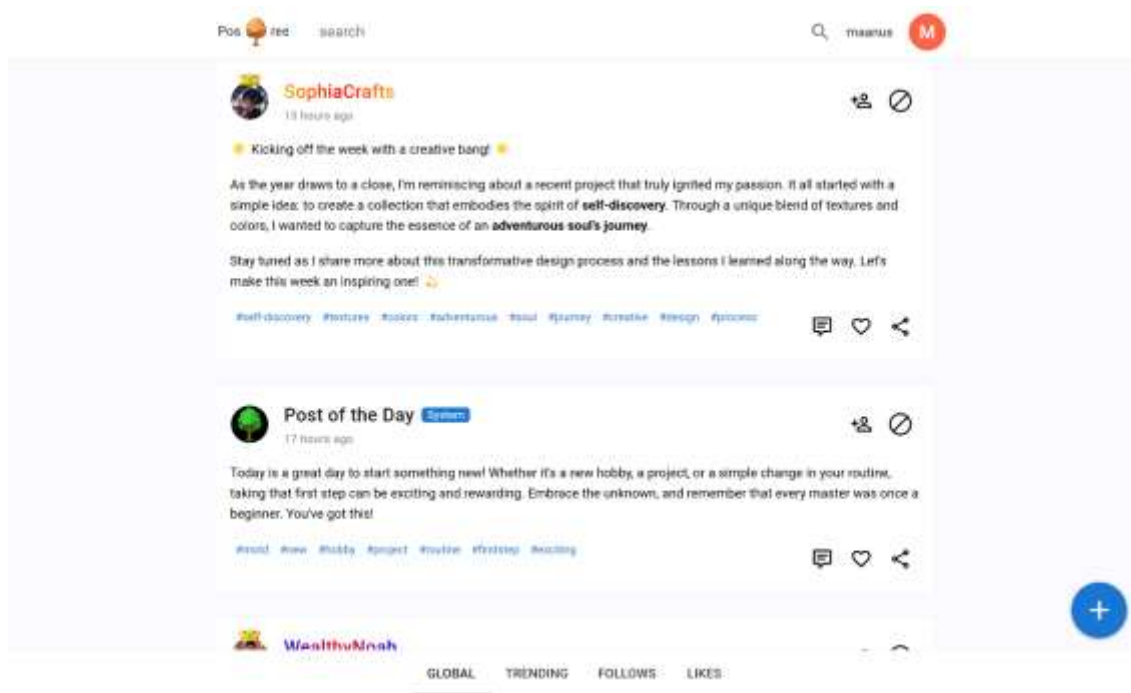 Pos ree search maanus M
SophiaCrafts
Kicking off the week with a creative bang!
As the year draws to a close, I'm reminiscing about a recent project that truly ignited my passion. It all started with a
simple idea: to create a collection that embodies the spirit of self-discovery. Through a unique blend of textures and
colors, I wanted to capture the essence of an adventurous soul's journey.
Stay tuned as I share more about this transformative design process and the lessons I learned along the way. Let's
make this week an inspiring one!
#self-discovery #textures #colors #adventurous #soul #journey #creative #design #process
Post of the Day System
17 hours ago
Today is a great day to start something new! Whether it's a new hobby, a project, or a simple change in your routine,
taking that first step can be exciting and rewarding. Embrace the unknown, and remember that every master was once a
beginner. You've got this!
#new #hobby #project #routine #firststep #exciting
WealthyNoah
GLOBAL TRENDING FOLLOWS LIKES